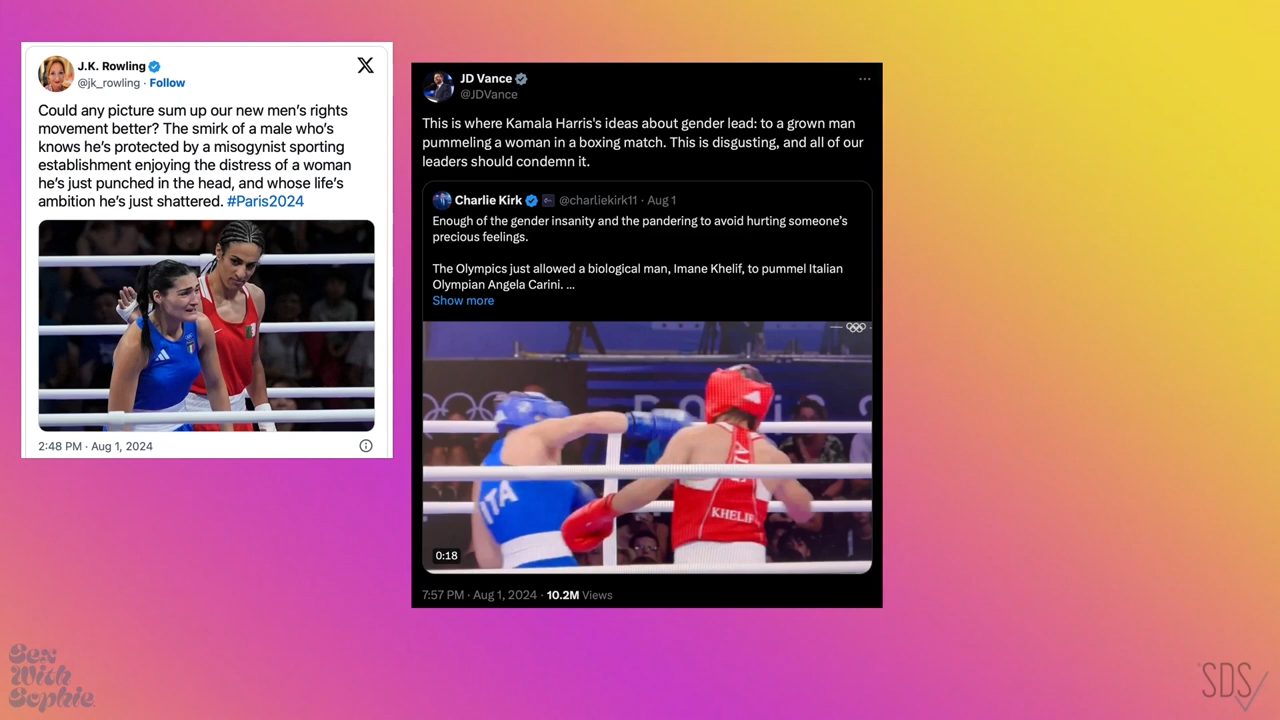 J.K. Rowling
@jk_rowling · Follow
Could any picture sum up our new men's rights
movement better? The smirk of a male who's
knows he's protected by a misogynist sporting
establishment enjoying the distress of a woman
he's just punched in the head, and whose life's
ambition he's just shattered. #Paris2024
2:48 PM · Aug 1, 2024
JD Vance
@JDVance
This is where Kamala Harris's ideas about gender lead: to a grown man
pummeling a woman in a boxing match. This is disgusting, and all of our
leaders should condemn it.
Charlie Kirk @charliekirk11 · Aug 1
Enough of the gender insanity and the pandering to avoid hurting someone's
precious feelings.
The Olympics just allowed a biological man, Imane Khelif, to pummel Italian
Olympian Angela Carini. ...
Show more
ITA
KHELIF
0:18
7:57 PM · Aug 1, 2024 · 10.2M Views
Sex
With
Sophie
SDS